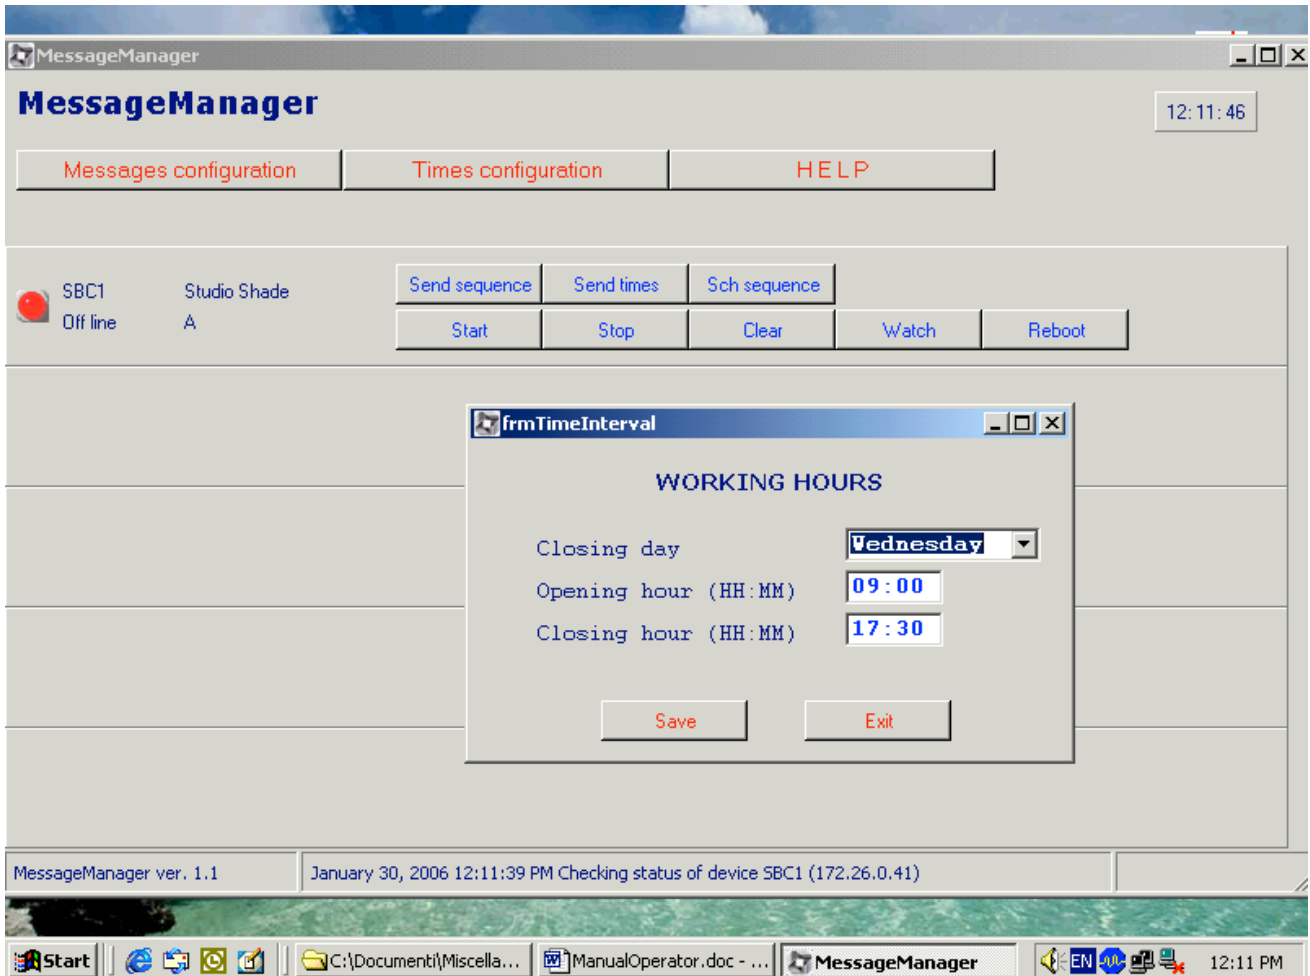 MessageManager
MessageManager
12:11:46
Messages configuration
Times configuration
HELP
SBC1
Studio Shade
Off line
A
Send sequence
Send times
Sch sequence
Start
Stop
Clear
Watch
Reboot
frmTimeInterval
WORKING HOURS
Closing day
Wednesday
Opening hour (HH:MM)
09:00
Closing hour (HH:MM)
17:30
Save
Exit
MessageManager ver. 1.1
January 30, 2006 12:11:39 PM Checking status of device SBC1 (172.26.0.41)
Start
C:\Documenti\Miscella...
ManualOperator.doc - ...
MessageManager
EN
12:11 PM